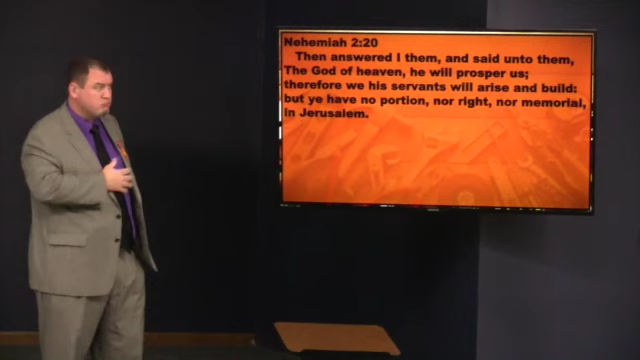 Nehemiah 2:20
Then answered I them, and said unto them,
The God of heaven, he will prosper us;
therefore we his servants will arise and build:
but ye have no portion, nor right, nor memorial,
in Jerusalem.